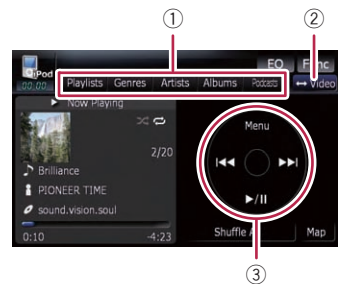 ① ②
EQ Func
iPod
00:00 Playlists Genres Artists Albums Podcasts ↔ Video
Now Playing
Menu
2/20
Brilliance
PIONEER TIME
sound.vision.soul
0:10 -4:23
Shuffle A Map
③